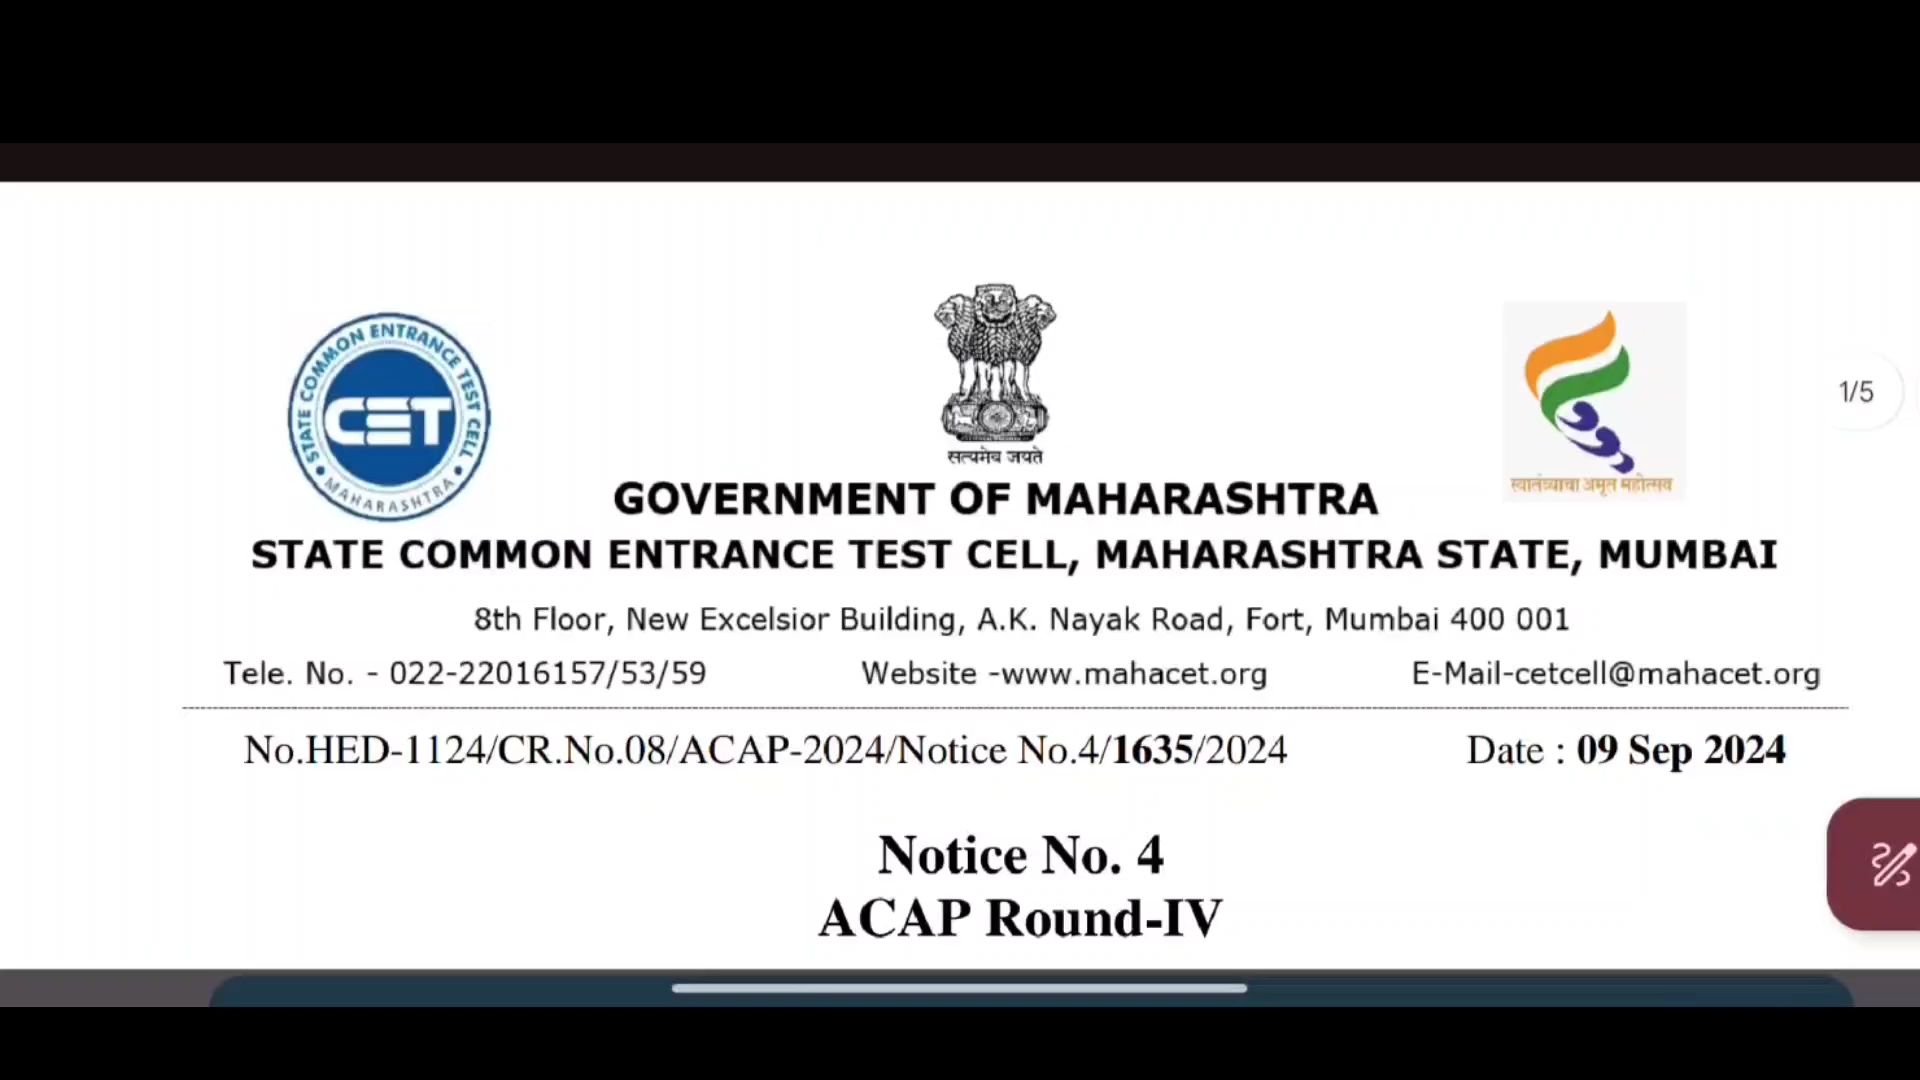 STATE COMMON ENTRANCE TEST CELL
MAHARASHTRA
CET
सत्यमेव जयते
स्वातंत्र्याचा अमृत महोत्सव
1/5
GOVERNMENT OF MAHARASHTRA
STATE COMMON ENTRANCE TEST CELL, MAHARASHTRA STATE, MUMBAI
8th Floor, New Excelsior Building, A.K. Nayak Road, Fort, Mumbai 400 001
Tele. No. - 022-22016157/53/59 Website -www.mahacet.org E-Mail-cetcell@mahacet.org
No.HED-1124/CR.No.08/ACAP-2024/Notice No.4/1635/2024 Date : 09 Sep 2024
Notice No. 4
ACAP Round-IV